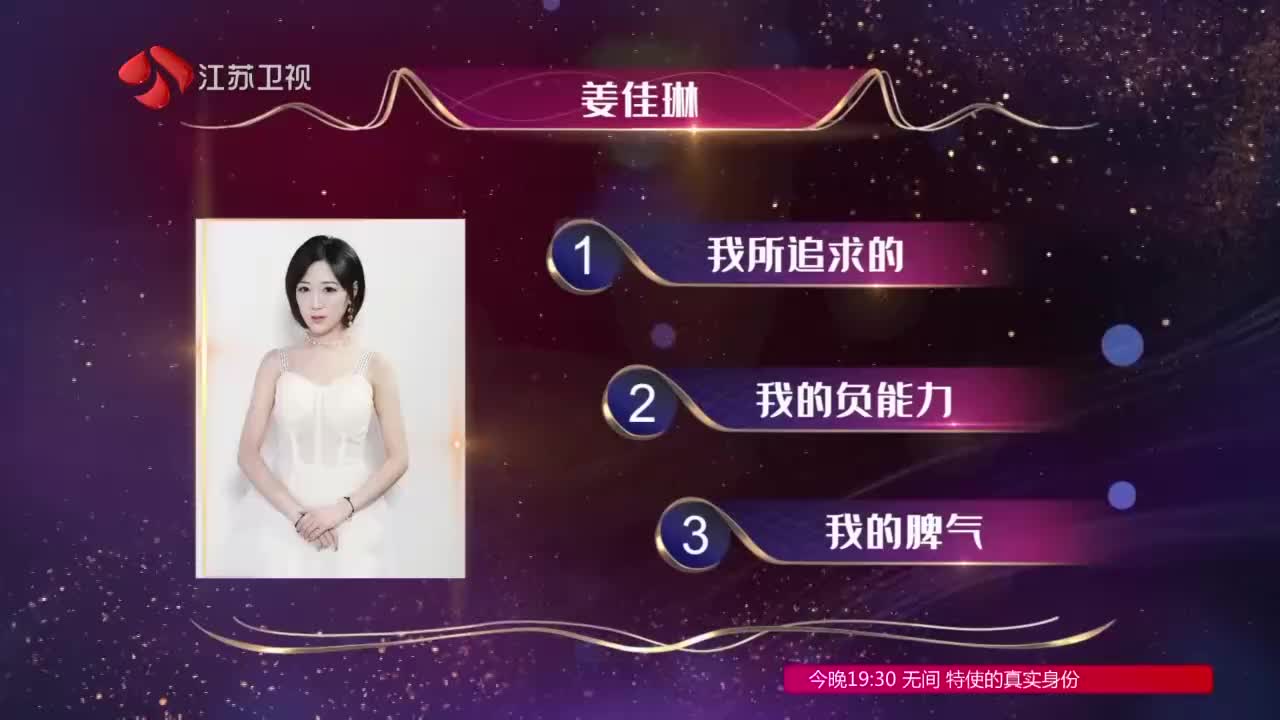 江苏卫视
姜佳琳
1 我所追求的
2 我的负能力
3 我的脾气
今晚19:30 无间 特使的真实身份